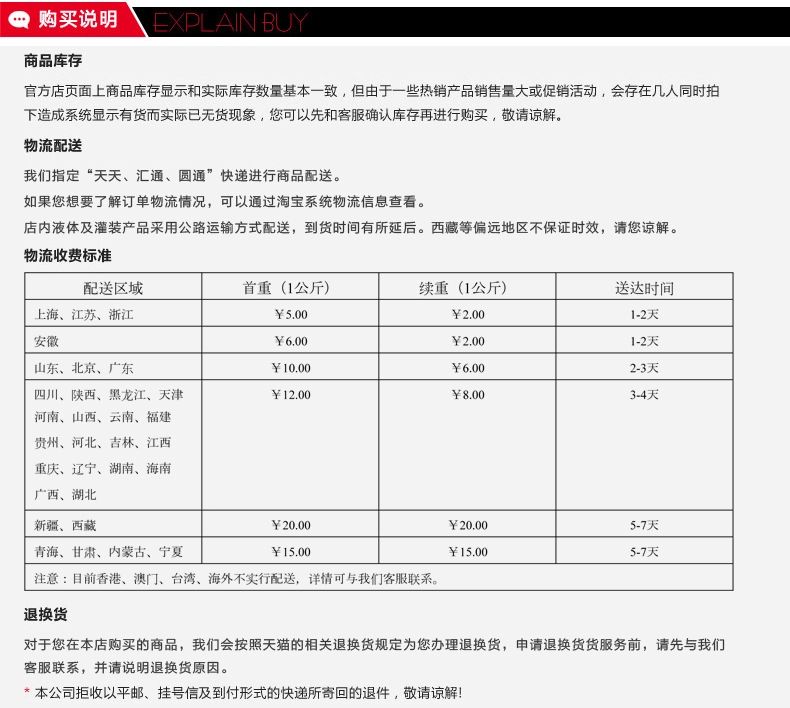 购买说明 EXPLAIN BUY
商品库存
官方店页面上商品库存显示和实际库存数量基本一致，但由于一些热销产品销售量大或促销活动，会存在几人同时拍
下造成系统显示有货而实际已无货现象，您可以先和客服确认库存再进行购买，敬请谅解。
物流配送
我们指定“天天、汇通、圆通”快递进行商品配送。
如果您想要了解订单物流情况，可以通过淘宝系统物流信息查看。
店内液体及灌装产品采用公路运输方式配送，到货时间有所延后。西藏等偏远地区不保证时效，请您谅解。
物流收费标准
配送区域 首重（1公斤） 续重（1公斤） 送达时间
上海、江苏、浙江 ￥5.00 ￥2.00 1-2天
安徽 ￥6.00 ￥2.00 1-2天
山东、北京、广东 ￥10.00 ￥6.00 2-3天
四川、陕西、黑龙江、天津 ￥12.00 ￥8.00 3-4天
河南、山西、云南、福建
贵州、河北、吉林、江西
重庆、辽宁、湖南、海南
广西、湖北
新疆、西藏 ￥20.00 ￥20.00 5-7天
青海、甘肃、内蒙古、宁夏 ￥15.00 ￥15.00 5-7天
注意：目前香港、澳门、台湾、海外不实行配送，详情可与我们客服联系。
退换货
对于您在本店购买的商品，我们会按照天猫的相关退换货规定为您办理退换货，申请退换货货服务前，请先与我们
客服联系，并请说明退换货原因。
* 本公司拒收以平邮、挂号信及到付形式的快递所寄回的退件，敬请谅解!